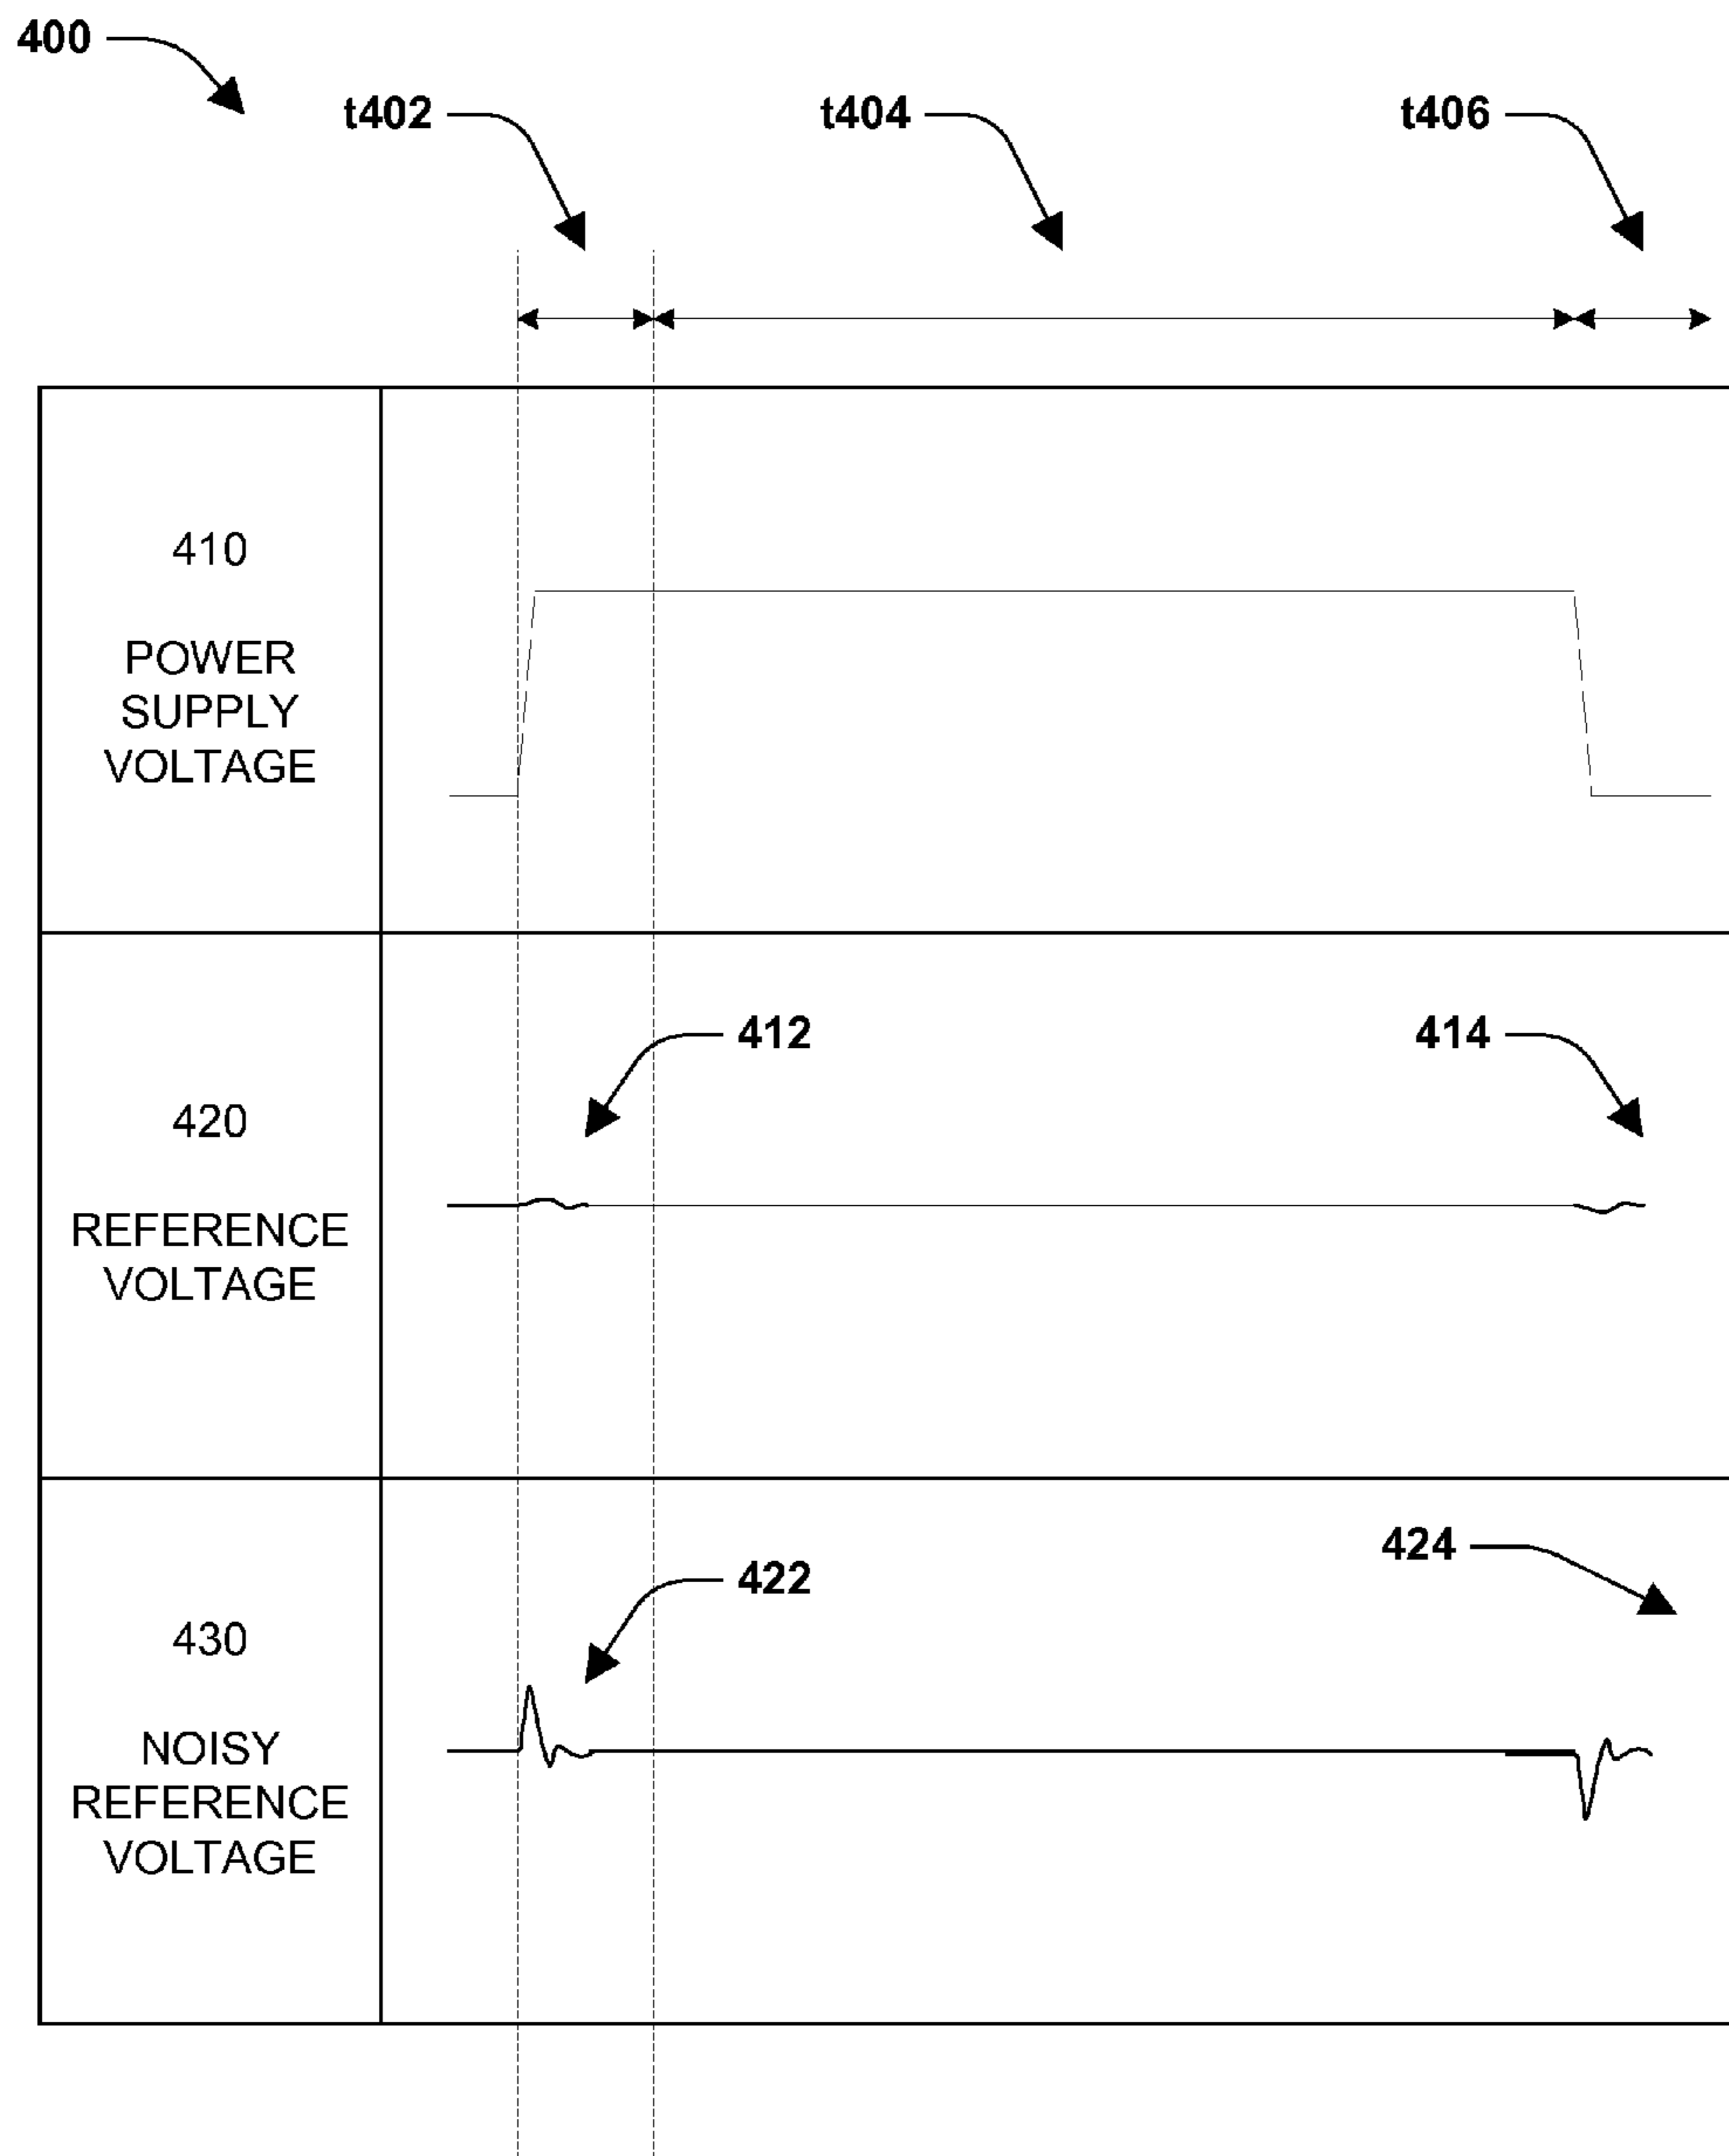 400
t402
t404
t406
410
POWER
SUPPLY
VOLTAGE
412
414
420
REFERENCE
VOLTAGE
424
422
430
NOISY
REFERENCE
VOLTAGE